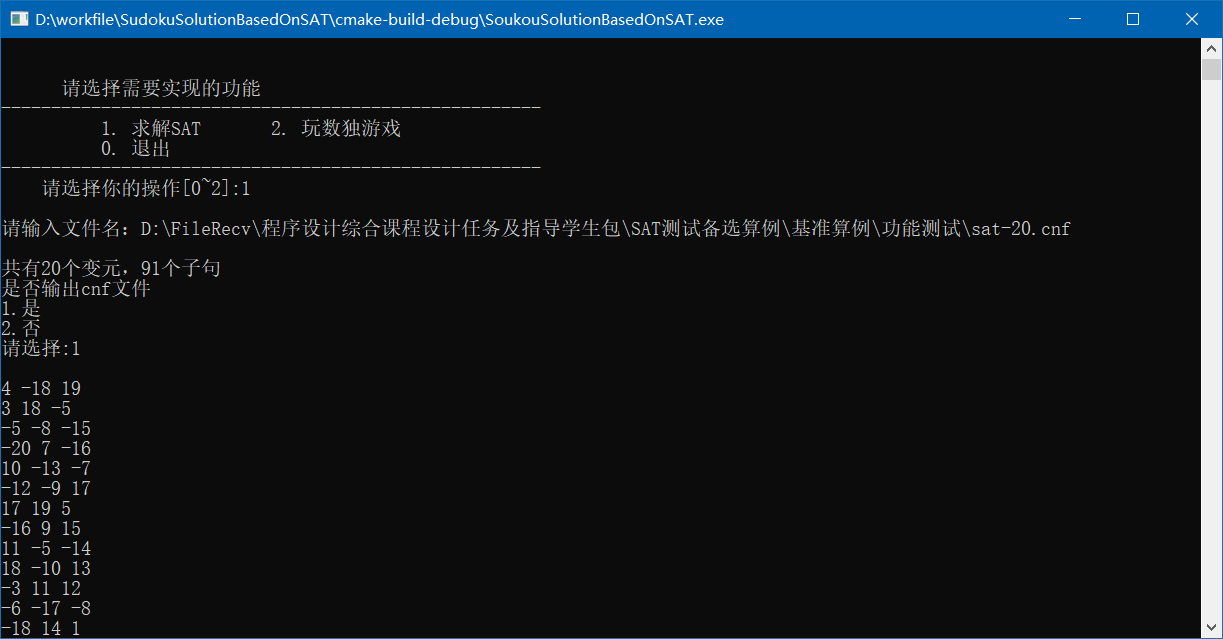 D:\workfile\SudokuSolutionBasedOnSAT\cmake-build-debug\SoukouSolutionBasedOnSAT.exe
请选择需要实现的功能
------------------------------------------------------
1. 求解SAT 2. 玩数独游戏
0. 退出
------------------------------------------------------
请选择你的操作[0~2]:1
请输入文件名：D:\FileRecv\程序设计综合课程设计任务及指导学生包\SAT测试备选算例\基准算例\功能测试\sat-20.cnf
共有20个变元，91个子句
是否输出cnf文件
1.是
2.否
请选择:1
4 -18 19
3 18 -5
-5 -8 -15
-20 7 -16
10 -13 -7
-12 -9 17
17 19 5
-16 9 15
11 -5 -14
18 -10 13
-3 11 12
-6 -17 -8
-18 14 1